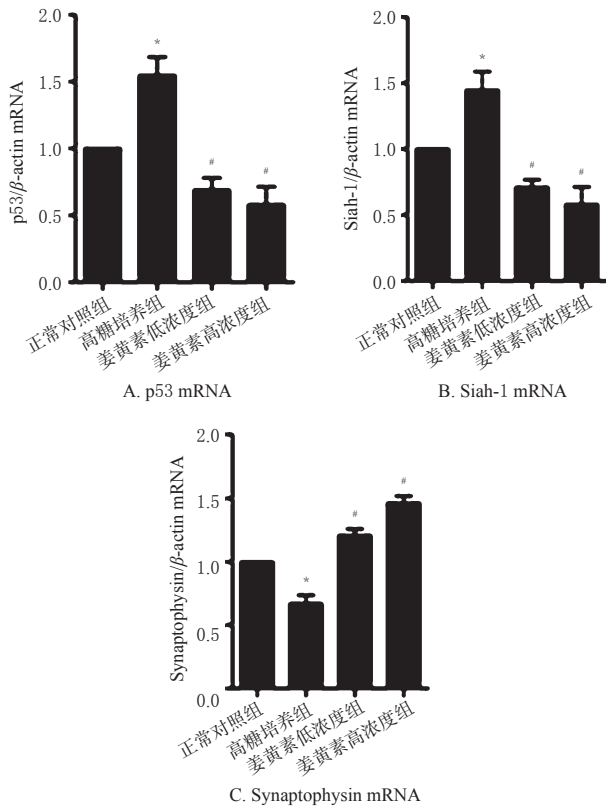 p53/β-actin mRNA
2.0
1.5
1.0
0.5
0.0
*
#
#
正常对照组
高糖培养组
姜黄素低浓度组
姜黄素高浓度组
A. p53 mRNA
Siah-1/β-actin mRNA
2.0
1.5
1.0
0.5
0.0
*
#
#
正常对照组
高糖培养组
姜黄素低浓度组
姜黄素高浓度组
B. Siah-1 mRNA
Synaptophysin/β-actin mRNA
2.0
1.5
1.0
0.5
0.0
*
#
#
正常对照组
高糖培养组
姜黄素低浓度组
姜黄素高浓度组
C. Synaptophysin mRNA